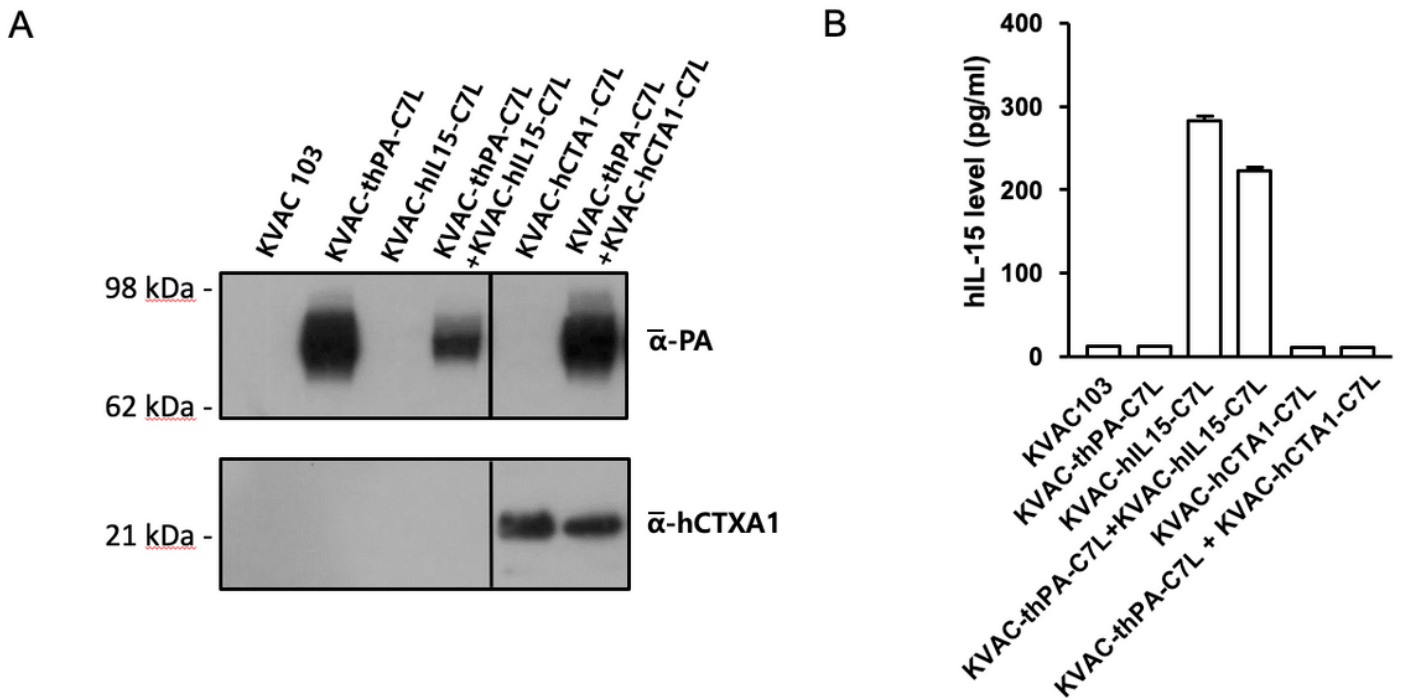 A
KVAC 103
KVAC-thPA-C7L
KVAC-hIL15-C7L
KVAC-thPA-C7L
+KVAC-hIL15-C7L
KVAC-hCTA1-C7L
KVAC-thPA-C7L
+KVAC-hCTA1-C7L
98 kDa -
62 kDa -
α̅-PA
21 kDa -
α̅-hCTXA1
B
hIL-15 level (pg/ml)
400
300
200
100
0
KVAC103
KVAC-thPA-C7L
KVAC-hIL15-C7L
KVAC-thPA-C7L+KVAC-hIL15-C7L
KVAC-hCTA1-C7L
KVAC-thPA-C7L + KVAC-hCTA1-C7L